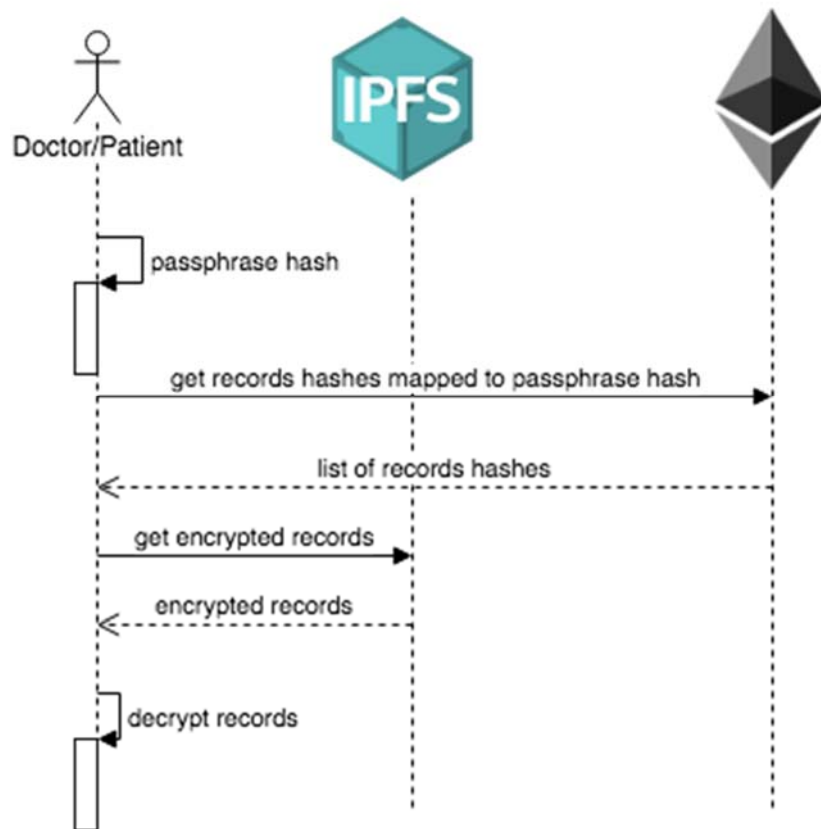 IPFS
Doctor/Patient
passphrase hash
get records hashes mapped to passphrase hash
list of records hashes
get encrypted records
encrypted records
decrypt records